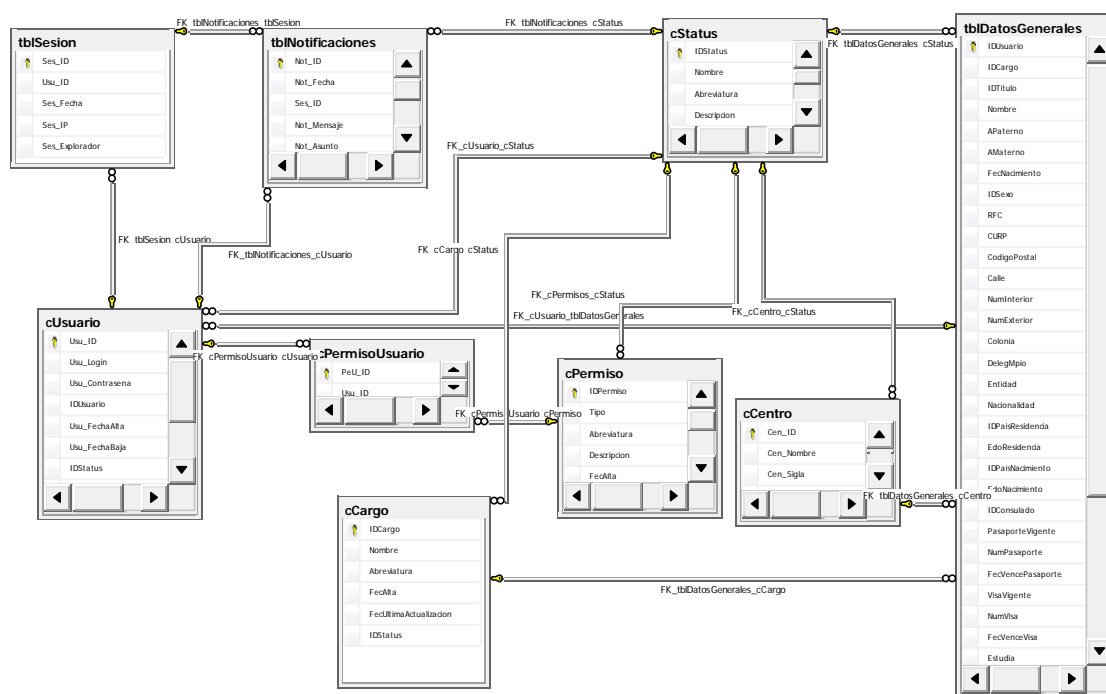 FK_tblNotificaciones_tblSesion
FK_tblNotificaciones_cStatus
FK_tblDatosGenerales_cStatus
tblSesion
Ses_ID
Usu_ID
Ses_Fecha
Ses_IP
Ses_Explorador
tblNotificaciones
Not_ID
Not_Fecha
Ses_ID
Not_Mensaje
Not_Asunto
cStatus
IDStatus
Nombre
Abreviatura
Descripcion
tblDatosGenerales
IDUsuario
IDCargo
IDTitulo
Nombre
APaterno
AMaterno
FecNacimiento
IDSexo
RFC
CURP
CodigoPostal
Calle
NumInterior
NumExterior
Colonia
DelegMpio
Entidad
Nacionalidad
IDPaisResidencia
EdoResidencia
IDPaisNacimiento
EdoNacimiento
IDConsulado
PasaporteVigente
NumPasaporte
FecVencePasaporte
VisaVigente
NumVisa
FecVenceVisa
Estudia
FK_cUsuario_cStatus
FK_tblSesion_cUsuario
FK_tblNotificaciones_cUsuario
FK_cCargo_cStatus
FK_cPermisos_cStatus
FK_cCentro_cStatus
FK_cUsuario_tblDatosGenerales
cUsuario
Usu_ID
Usu_Login
Usu_Contrasena
IDUsuario
Usu_FechaAlta
Usu_FechaBaja
IDStatus
FK_cPermisoUsuario_cUsuario
cPermisoUsuario
PeU_ID
Usu_ID
FK_cPermisoUsuario_cPermiso
cPermiso
IDPermiso
Tipo
Abreviatura
Descripcion
FecAlta
cCentro
Cen_ID
Cen_Nombre
Cen_Sigla
FK_tblDatosGenerales_cCentro
cCargo
IDCargo
Nombre
Abreviatura
FecAlta
FecUltimaActualizacion
IDStatus
FK_tblDatosGenerales_cCargo